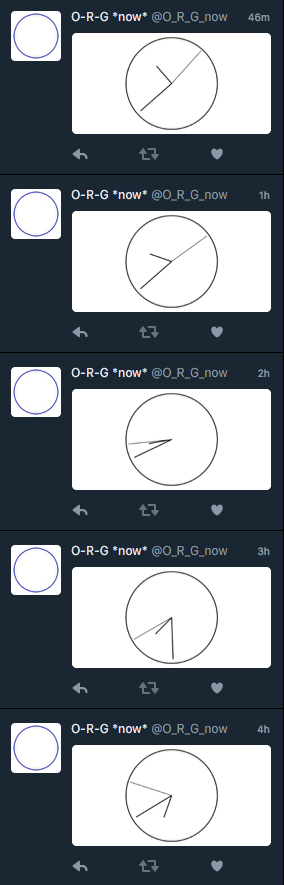 O-R-G *now* @O_R_G_now 46m
O-R-G *now* @O_R_G_now 1h
O-R-G *now* @O_R_G_now 2h
O-R-G *now* @O_R_G_now 3h
O-R-G *now* @O_R_G_now 4h